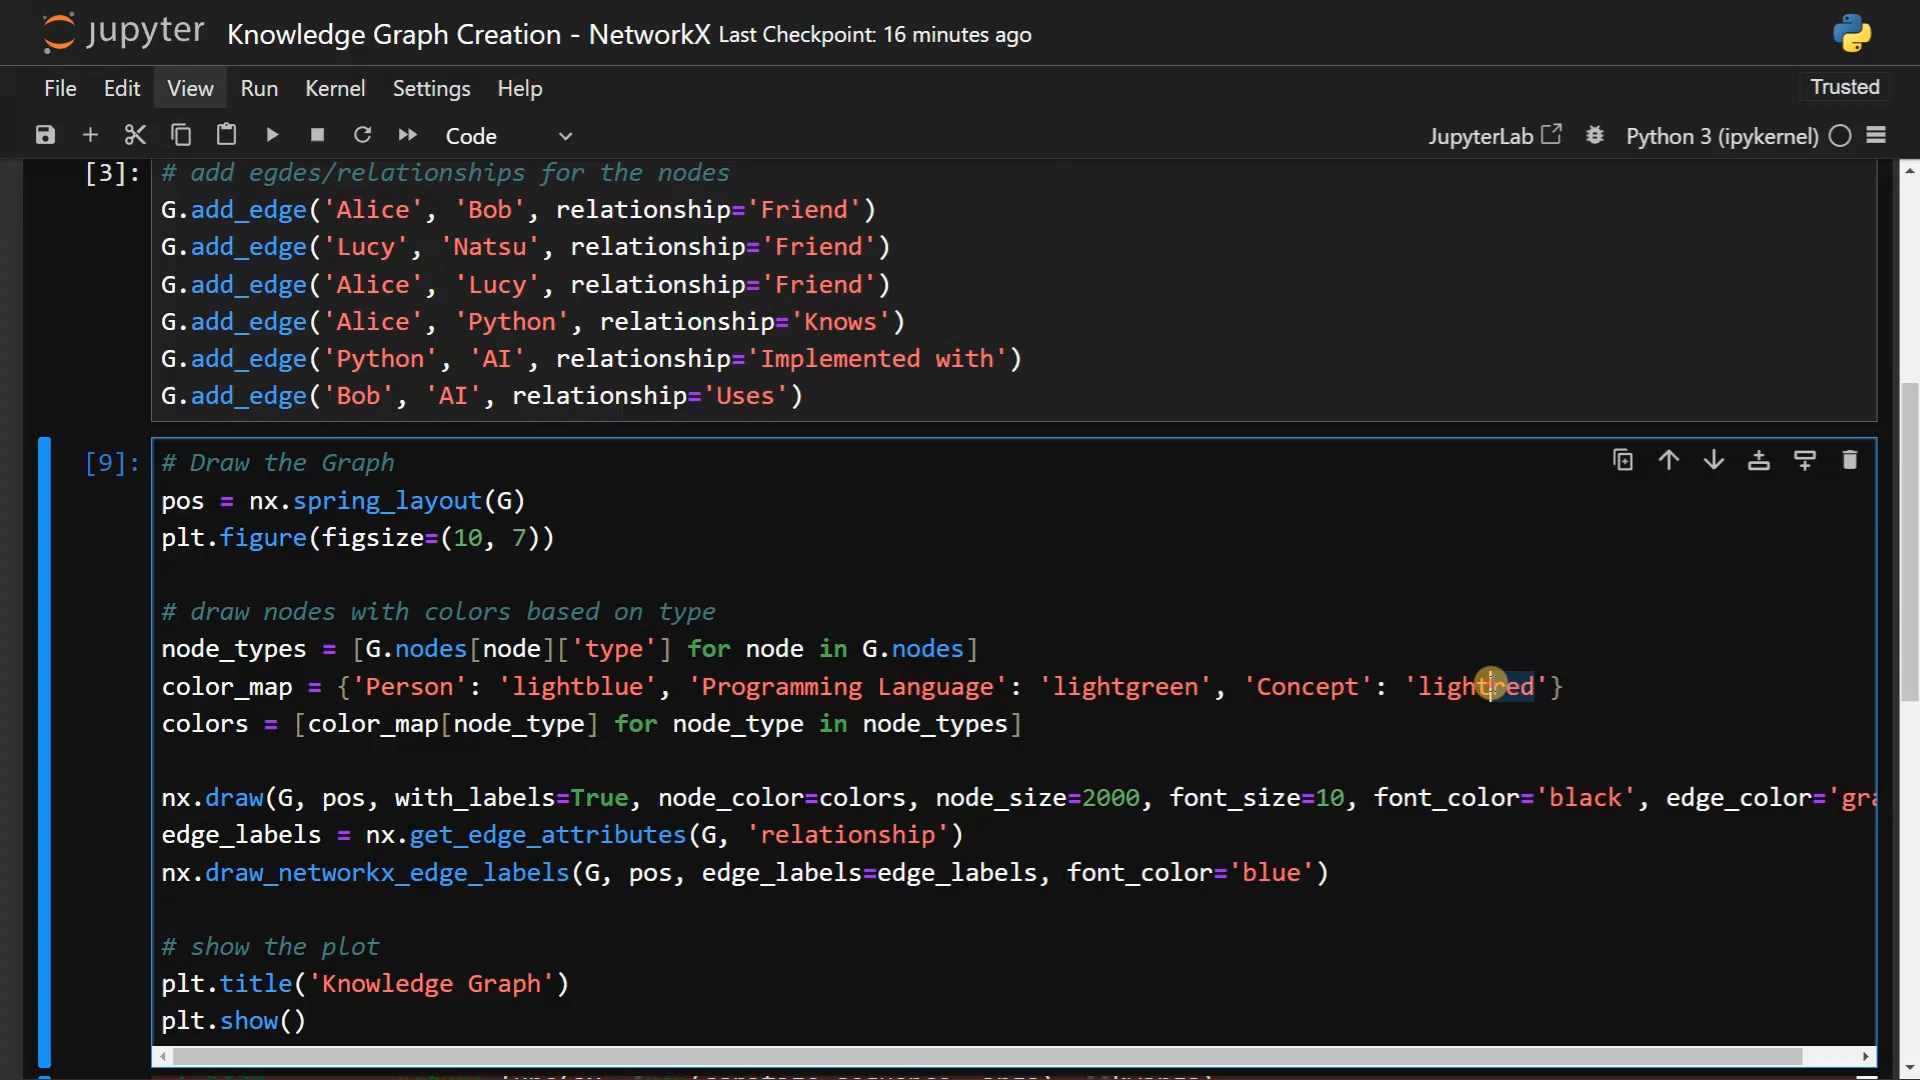 jupyter Knowledge Graph Creation - NetworkX Last Checkpoint: 16 minutes ago
File Edit View Run Kernel Settings Help Trusted
Code JupyterLab Python 3 (ipykernel)
[3]: # add egdes/relationships for the nodes
G.add_edge('Alice', 'Bob', relationship='Friend')
G.add_edge('Lucy', 'Natsu', relationship='Friend')
G.add_edge('Alice', 'Lucy', relationship='Friend')
G.add_edge('Alice', 'Python', relationship='Knows')
G.add_edge('Python', 'AI', relationship='Implemented with')
G.add_edge('Bob', 'AI', relationship='Uses')
[9]: # Draw the Graph
pos = nx.spring_layout(G)
plt.figure(figsize=(10, 7))
# draw nodes with colors based on type
node_types = [G.nodes[node]['type'] for node in G.nodes]
color_map = {'Person': 'lightblue', 'Programming Language': 'lightgreen', 'Concept': 'lightred'}
colors = [color_map[node_type] for node_type in node_types]
nx.draw(G, pos, with_labels=True, node_color=colors, node_size=2000, font_size=10, font_color='black', edge_color='gra
edge_labels = nx.get_edge_attributes(G, 'relationship')
nx.draw_networkx_edge_labels(G, pos, edge_labels=edge_labels, font_color='blue')
# show the plot
plt.title('Knowledge Graph')
plt.show()